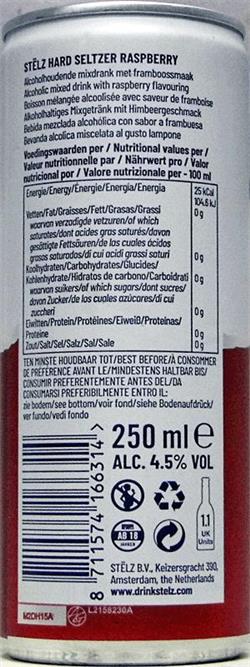 STËLZ HARD SELTZER RASPBERRY
Alcoholhoudende mixdrank met framboossmaak
Alcoholic mixed drink with raspberry flavouring
Boisson mélangée alcoolisée avec saveur de framboise
Alkoholhaltiges Mixgetränk mit Himbeergeschmack
Bebida mezclada alcohólica con sabor a frambuesa
Bevanda alcolica miscelata al gusto lampone
Voedingswaarden per / Nutritional values per /
Valeur nutritionnelle par / Nährwert pro / Valor
nutricional por / Valore nutrizionale per - 100 ml
Energie/Energy/Énergie/Energie/Energía/Energia 25 kCal
104,6 kJ
Vetten/Fat/Graisses/Fett/Grasas/Grassi 0 g
waarvan verzadigde vetzuren/of which 0 g
saturates/dont acides gras saturés/davon
gesättigte Fettsäuren/de las cuales ácidos
grasos saturados/di cui acidi grassi saturi
Koolhydraten/Carbohydrates/Glucides/ 0 g
Kohlenhydrate/Hidratos de carbono/Carboidrati
waarvan suikers/of which sugars/dont sucres/ 0 g
davon Zucker/de los cuales azúcares/di cui
zuccheri
Eiwitten/Protein/Protéines/Eiweiß/Proteínas/ 0 g
Proteine
Zout/Salt/Sel/Salz/Sal/Sale 0 g
TEN MINSTE HOUDBAAR TOT/BEST BEFORE/À CONSOMMER
DE PRÉFÉRENCE AVANT LE/MINDESTENS HALTBAR BIS/
CONSUMIR PREFERENTEMENTE ANTES DEL/DA
CONSUMARSI PREFERIBILMENTE ENTRO IL:
zie bodem/see bottom/voir fond/siehe Bodenaufdruck/
ver fundo/vedi fondo
250 ml e
ALC. 4.5% VOL
AB 18
JAHREN
1.1
UK
Units
8 711574 166314 >
STËLZ B.V., Keizersgracht 390,
Amsterdam, the Netherlands
www.drinkstelz.com
M2DH15A
L2158230A